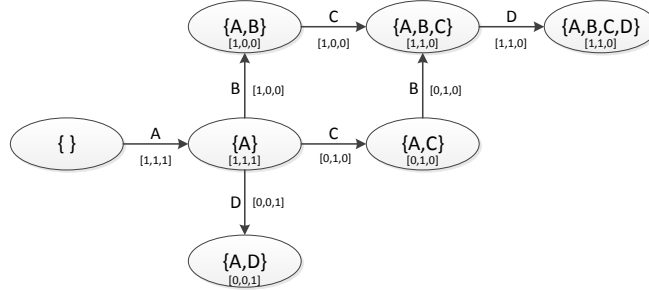 {A,B}
[1,0,0]
C
[1,0,0]
{A,B,C}
[1,1,0]
D
[1,1,0]
{A,B,C,D}
[1,1,0]
B
[1,0,0]
B
[0,1,0]
{ }
A
[1,1,1]
{A}
[1,1,1]
C
[0,1,0]
{A,C}
[0,1,0]
D
[0,0,1]
{A,D}
[0,0,1]